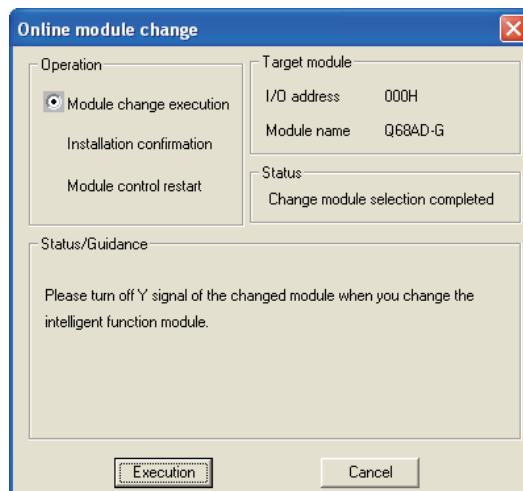 Online module change
Operation
Module change execution
Installation confirmation
Module control restart
Target module
I/O address 000H
Module name Q68AD-G
Status
Change module selection completed
Status/Guidance
Please turn off Y signal of the changed module when you change the
intelligent function module.
Execution
Cancel